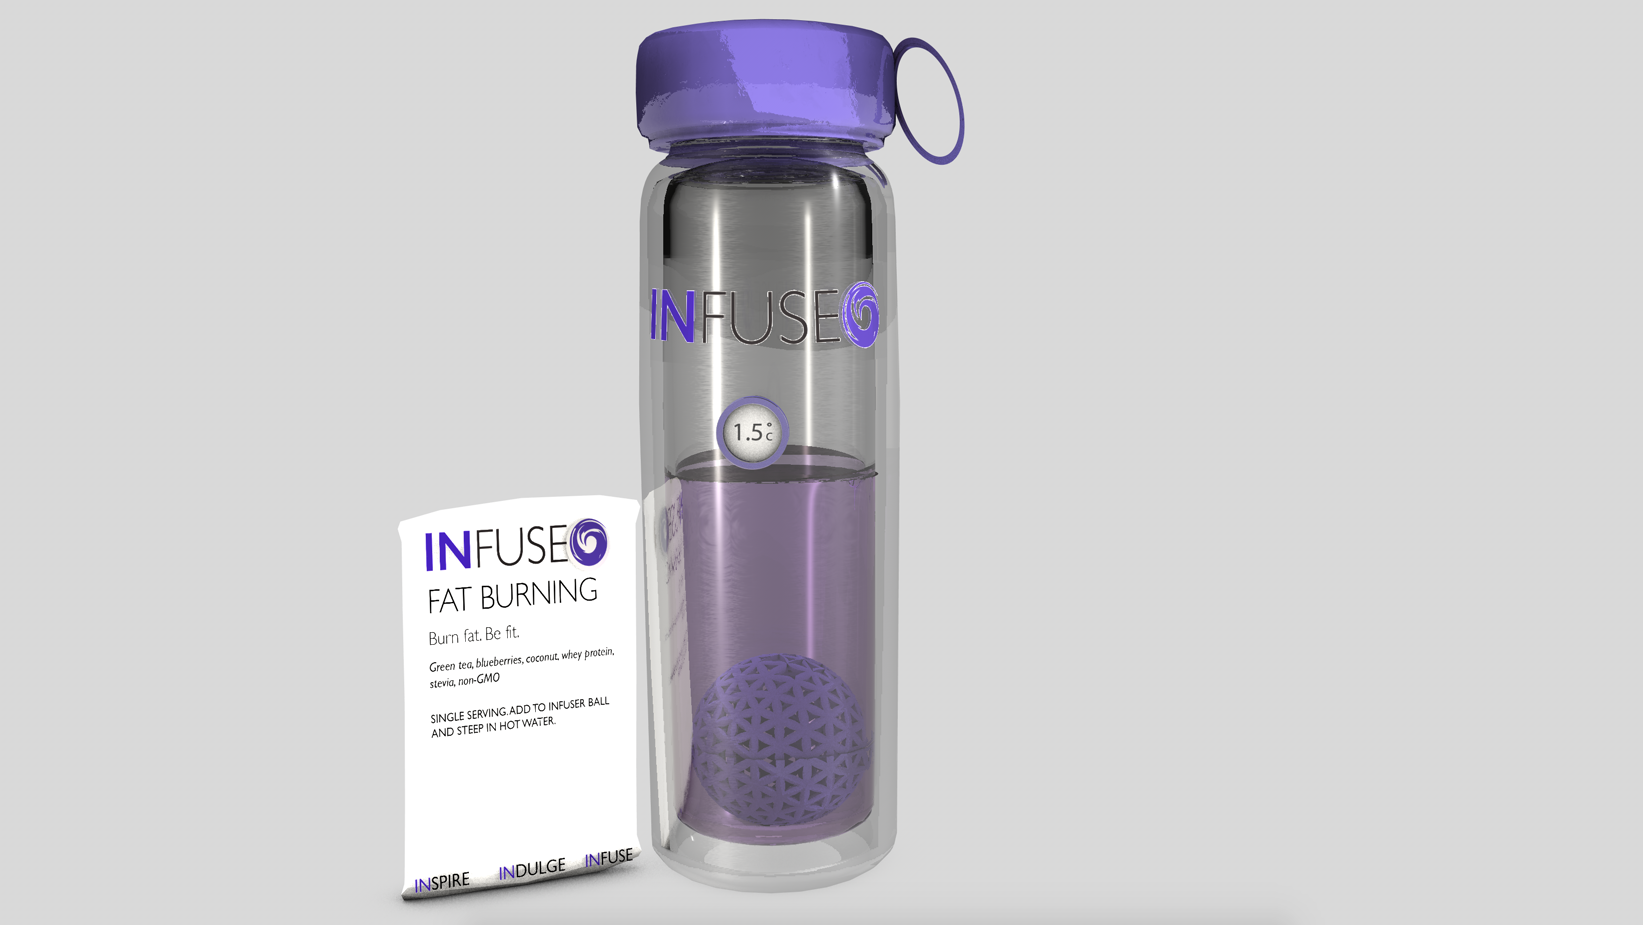 INFUSE
1.5°C
INFUSE
FAT BURNING
Burn fat. Be fit.
Green tea, blueberries, coconut, whey protein,
stevia, non-GMO
SINGLE SERVING. ADD TO INFUSER BALL
AND STEEP IN HOT WATER.
INSPIRE INDULGE INFUSE